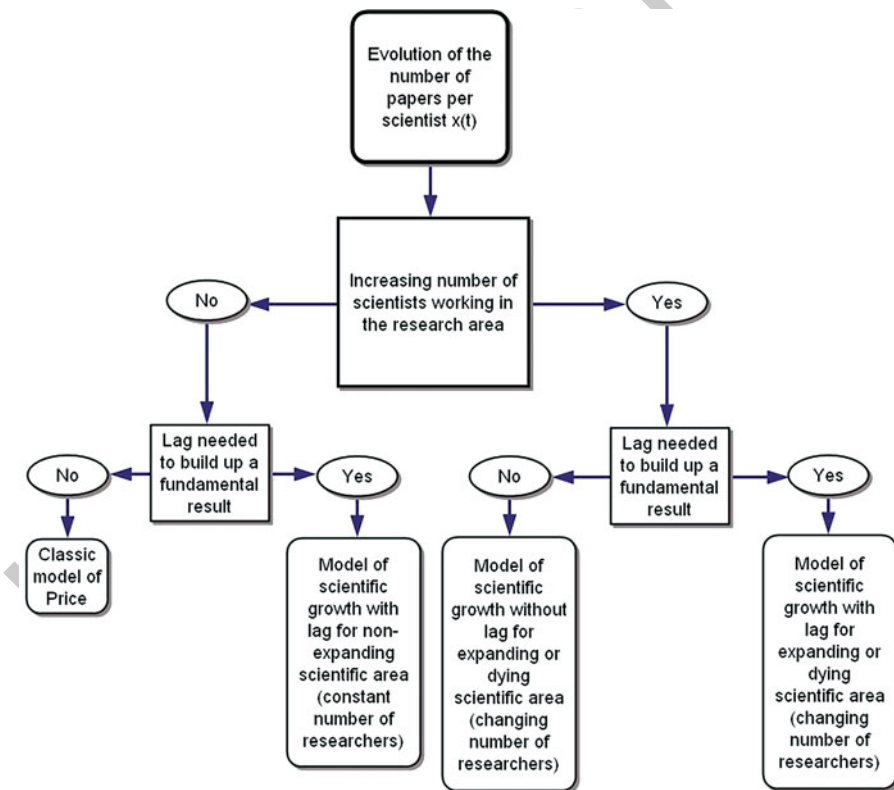 Evolution of the
number of
papers per
scientist x(t)
Increasing number of
scientists working in
the research area
No
Yes
Lag needed
to build up a
fundamental
result
No
Yes
Lag needed
to build up a
fundamental
result
No
Yes
Classic
model of
Price
Model of
scientific
growth with
lag for non-
expanding
scientific area
(constant
number of
researchers)
Model of
scientific
growth without
lag for
expanding or
dying
scientific area
(changing
number of
researchers)
Model of
scientific
growth with
lag for
expanding or
dying
scientific area
(changing
number of
researchers)